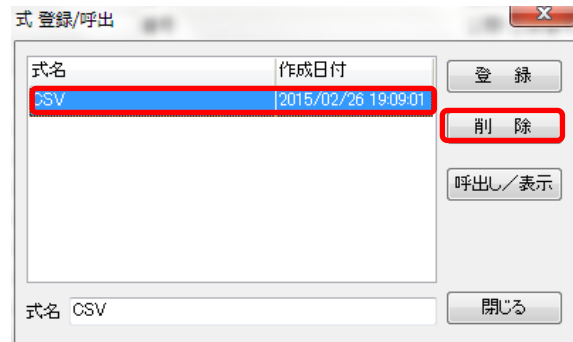 式 登録/呼出
式名 作成日付
CSV 2015/02/26 19:09:01
登 録
削 除
呼出し／表示
式名 CSV
閉じる